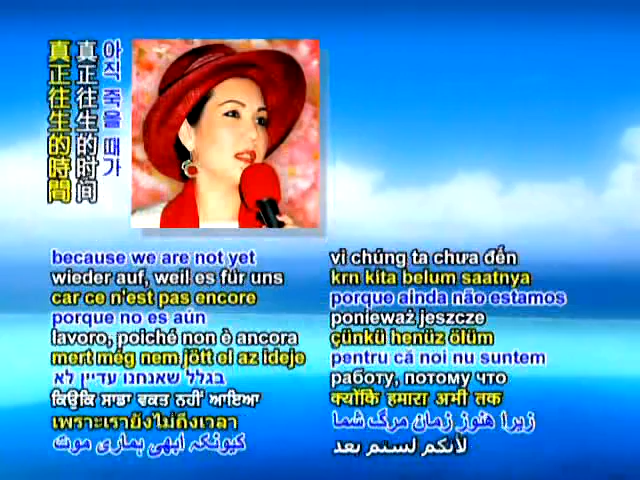 真正往生的時間
真正往生的时间
아직 죽을 때가
because we are not yet
wieder auf, weil es für uns
car ce n'est pas encore
porque no es aún
lavoro, poiché non è ancora
mert még nem jött el az ideje
בגלל שאנחנו עדיין לא
ਕਿਉਂਕਿ ਸਾਡਾ ਵਕਤ ਨਹੀਂ ਆਇਆ
เพราะเรายังไม่ถึงเวลา
کیونکہ ابھی ہماری موت
vì chúng ta chưa đến
krn kita belum saatnya
porque ainda não estamos
ponieważ jeszcze
çünkü henüz ölüm
pentru că noi nu suntem
работу, потому что
क्योंकि हमारा अभी तक
زیرا هنوز زمان مرگ شما
لأنكم لستم بعد